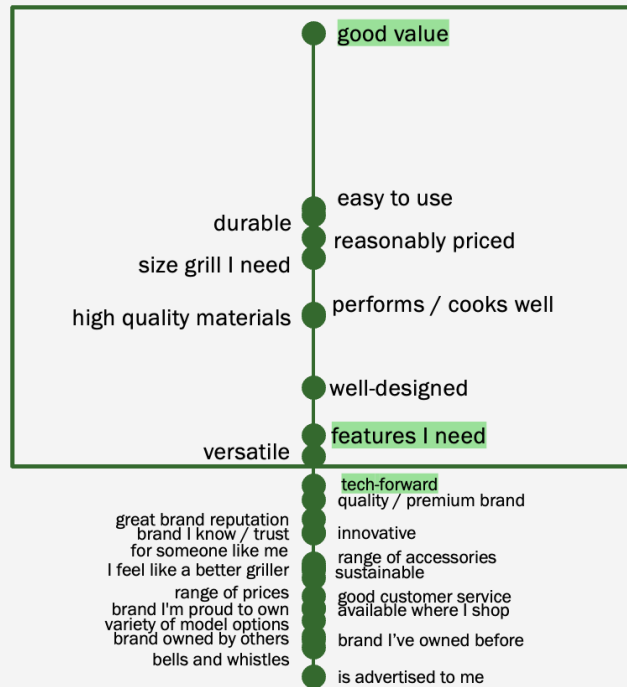 good value
easy to use
durable
reasonably priced
size grill I need
performs / cooks well
high quality materials
well-designed
features I need
versatile
tech-forward
quality / premium brand
great brand reputation
brand I know / trust
innovative
for someone like me
range of accessories
I feel like a better griller
sustainable
range of prices
good customer service
brand I'm proud to own
available where I shop
variety of model options
brand owned by others
brand I've owned before
bells and whistles
is advertised to me